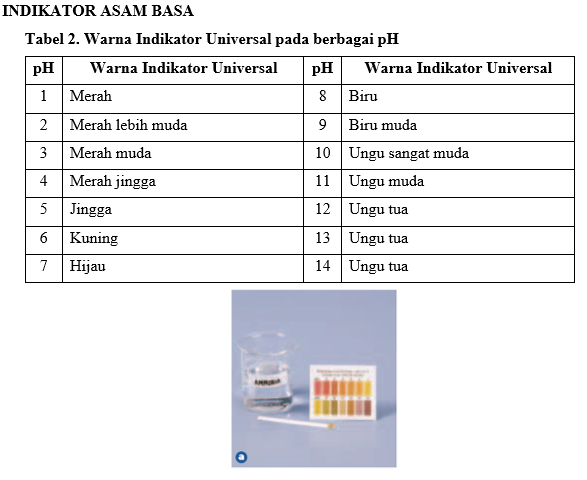 INDIKATOR ASAM BASA
Tabel 2. Warna Indikator Universal pada berbagai pH
pH Warna Indikator Universal pH Warna Indikator Universal
1 Merah 8 Biru
2 Merah lebih muda 9 Biru muda
3 Merah muda 10 Ungu sangat muda
4 Merah jingga 11 Ungu muda
5 Jingga 12 Ungu tua
6 Kuning 13 Ungu tua
7 Hijau 14 Ungu tua
AMMONIA
a